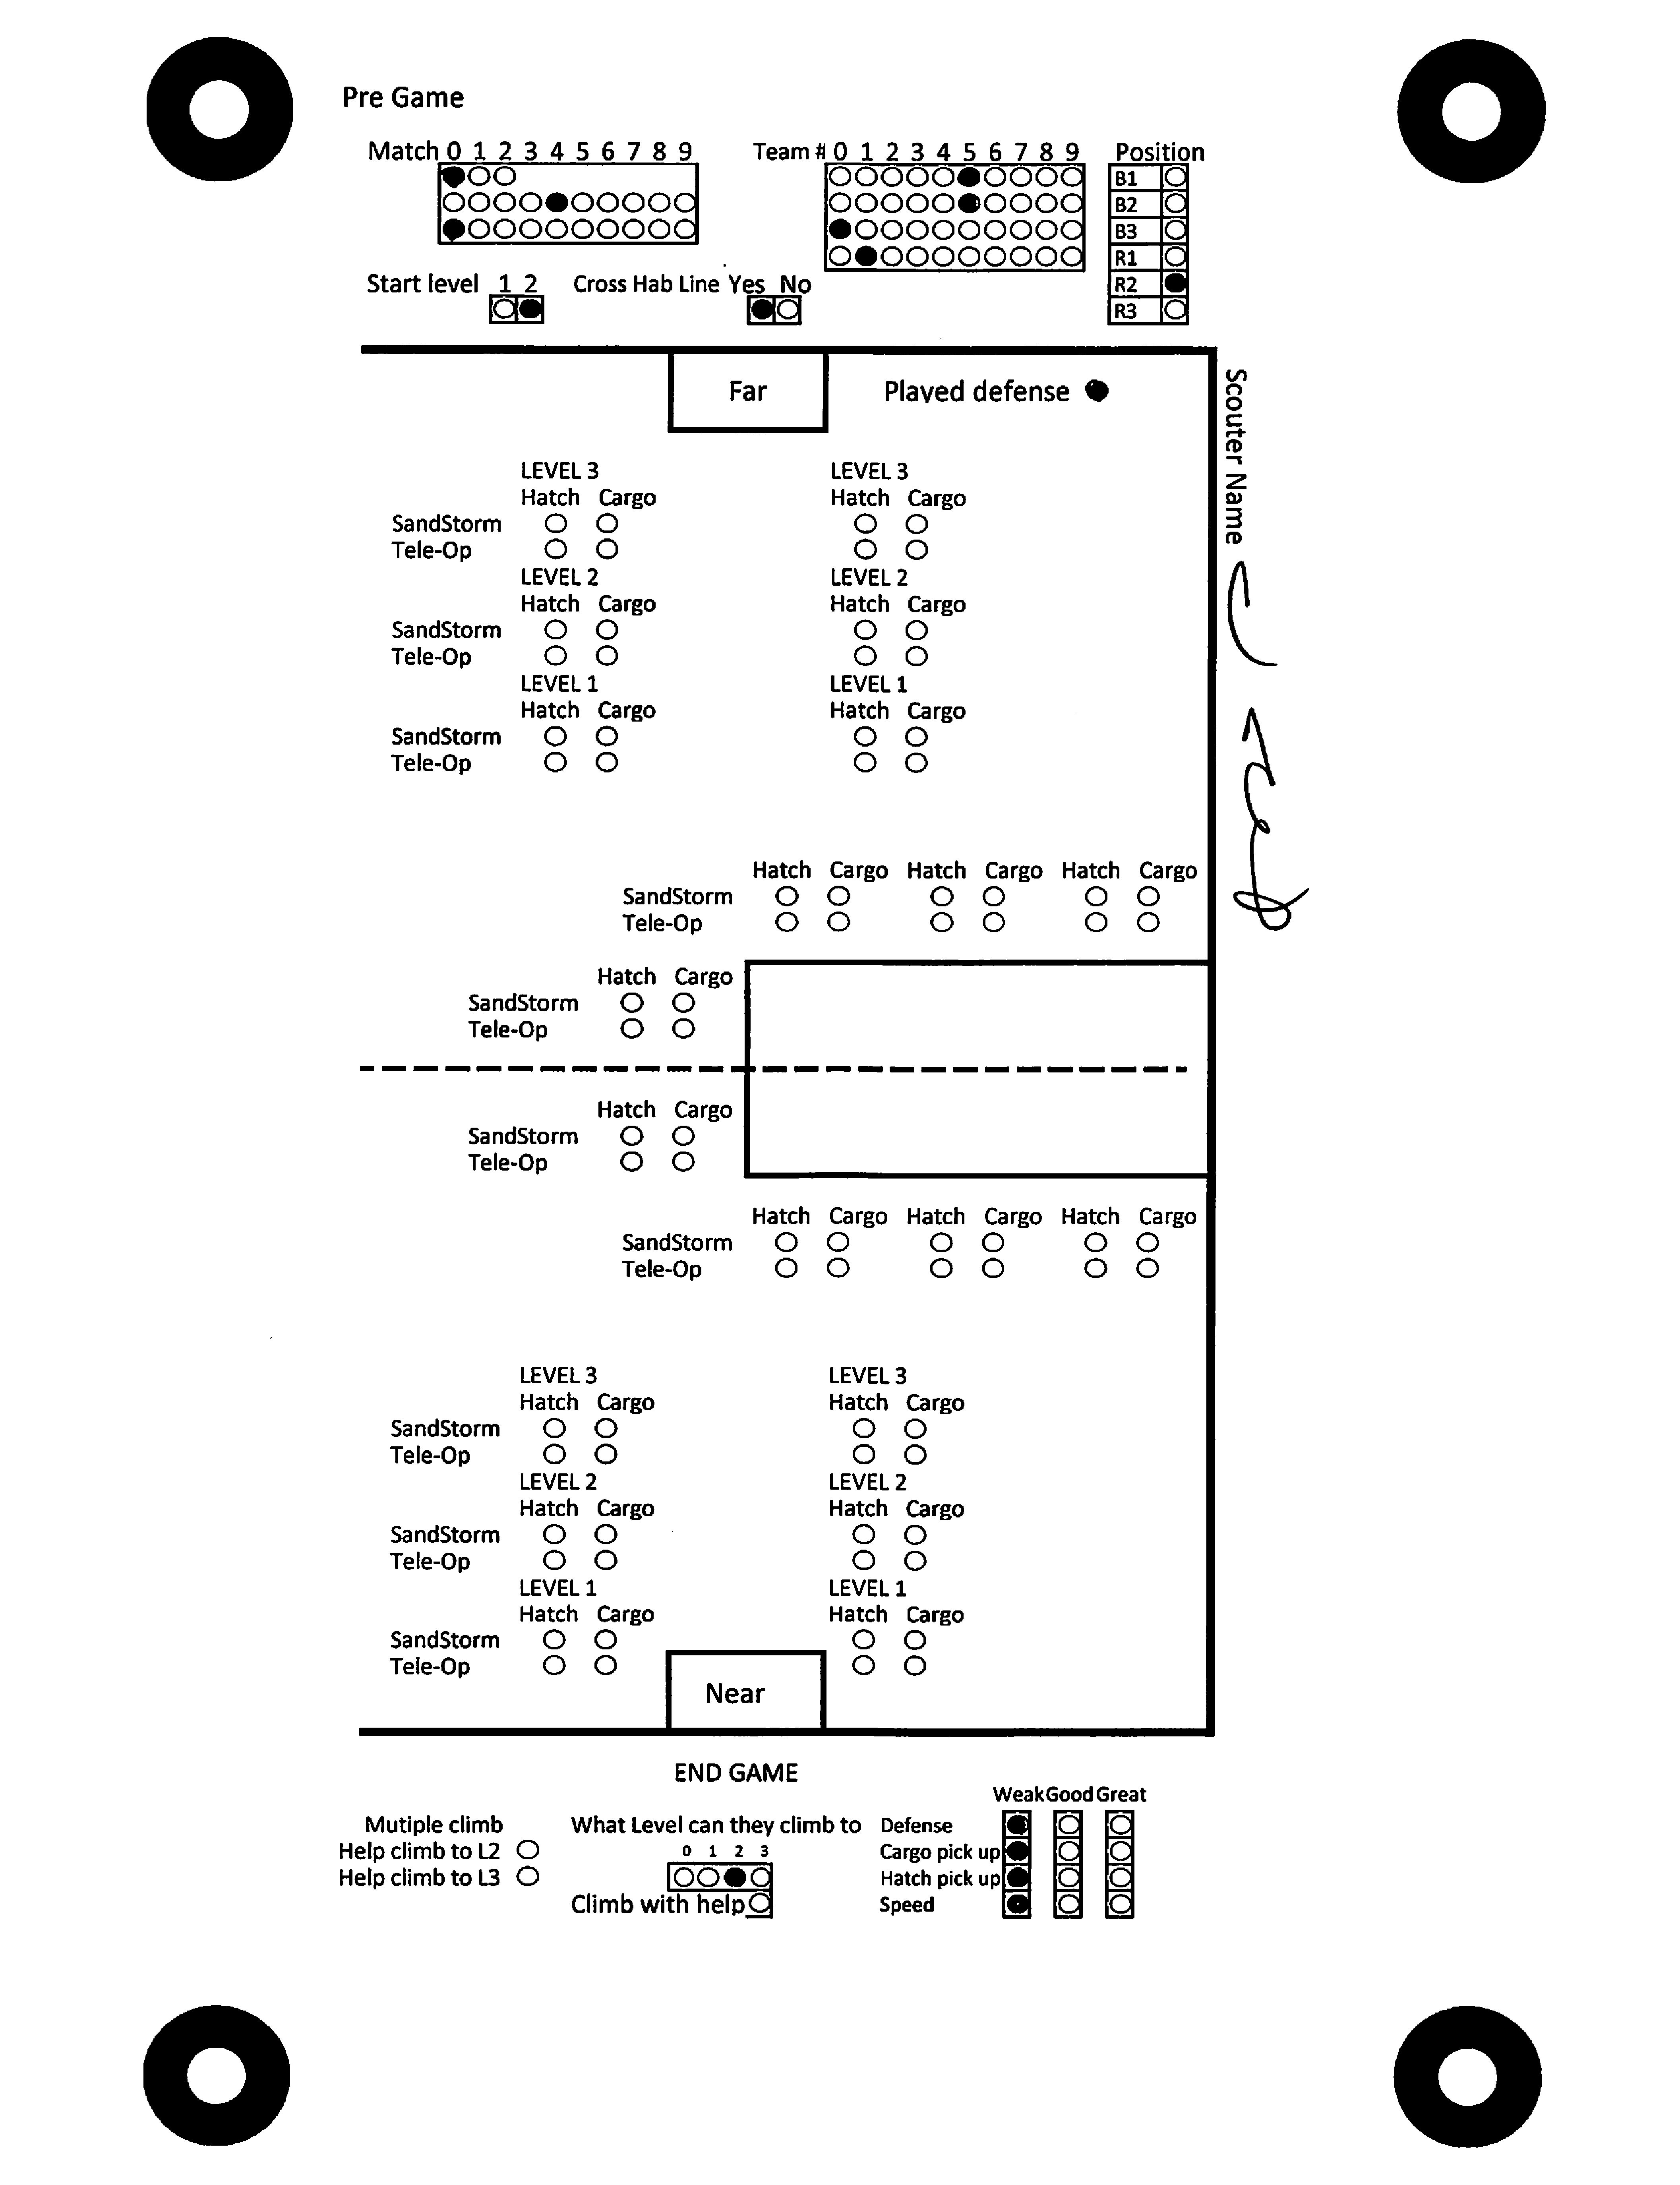 Pre Game
Match 0 1 2 3 4 5 6 7 8 9
Team # 0 1 2 3 4 5 6 7 8 9
Position
B1
B2
B3
R1
R2
R3
Start level 1 2
Cross Hab Line Yes No
Far
Played defense
Scouter Name
LEVEL 3 LEVEL 3
Hatch Cargo Hatch Cargo
SandStorm
Tele-Op
LEVEL 2 LEVEL 2
Hatch Cargo Hatch Cargo
SandStorm
Tele-Op
LEVEL 1 LEVEL 1
Hatch Cargo Hatch Cargo
SandStorm
Tele-Op
Hatch Cargo Hatch Cargo Hatch Cargo
SandStorm
Tele-Op
Hatch Cargo
SandStorm
Tele-Op
Hatch Cargo
SandStorm
Tele-Op
Hatch Cargo Hatch Cargo Hatch Cargo
SandStorm
Tele-Op
LEVEL 3 LEVEL 3
Hatch Cargo Hatch Cargo
SandStorm
Tele-Op
LEVEL 2 LEVEL 2
Hatch Cargo Hatch Cargo
SandStorm
Tele-Op
LEVEL 1 LEVEL 1
Hatch Cargo Hatch Cargo
SandStorm
Tele-Op
Near
END GAME
Mutiple climb
Help climb to L2
Help climb to L3
What Level can they climb to
0 1 2 3
Climb with help
Weak Good Great
Defense
Cargo pick up
Hatch pick up
Speed